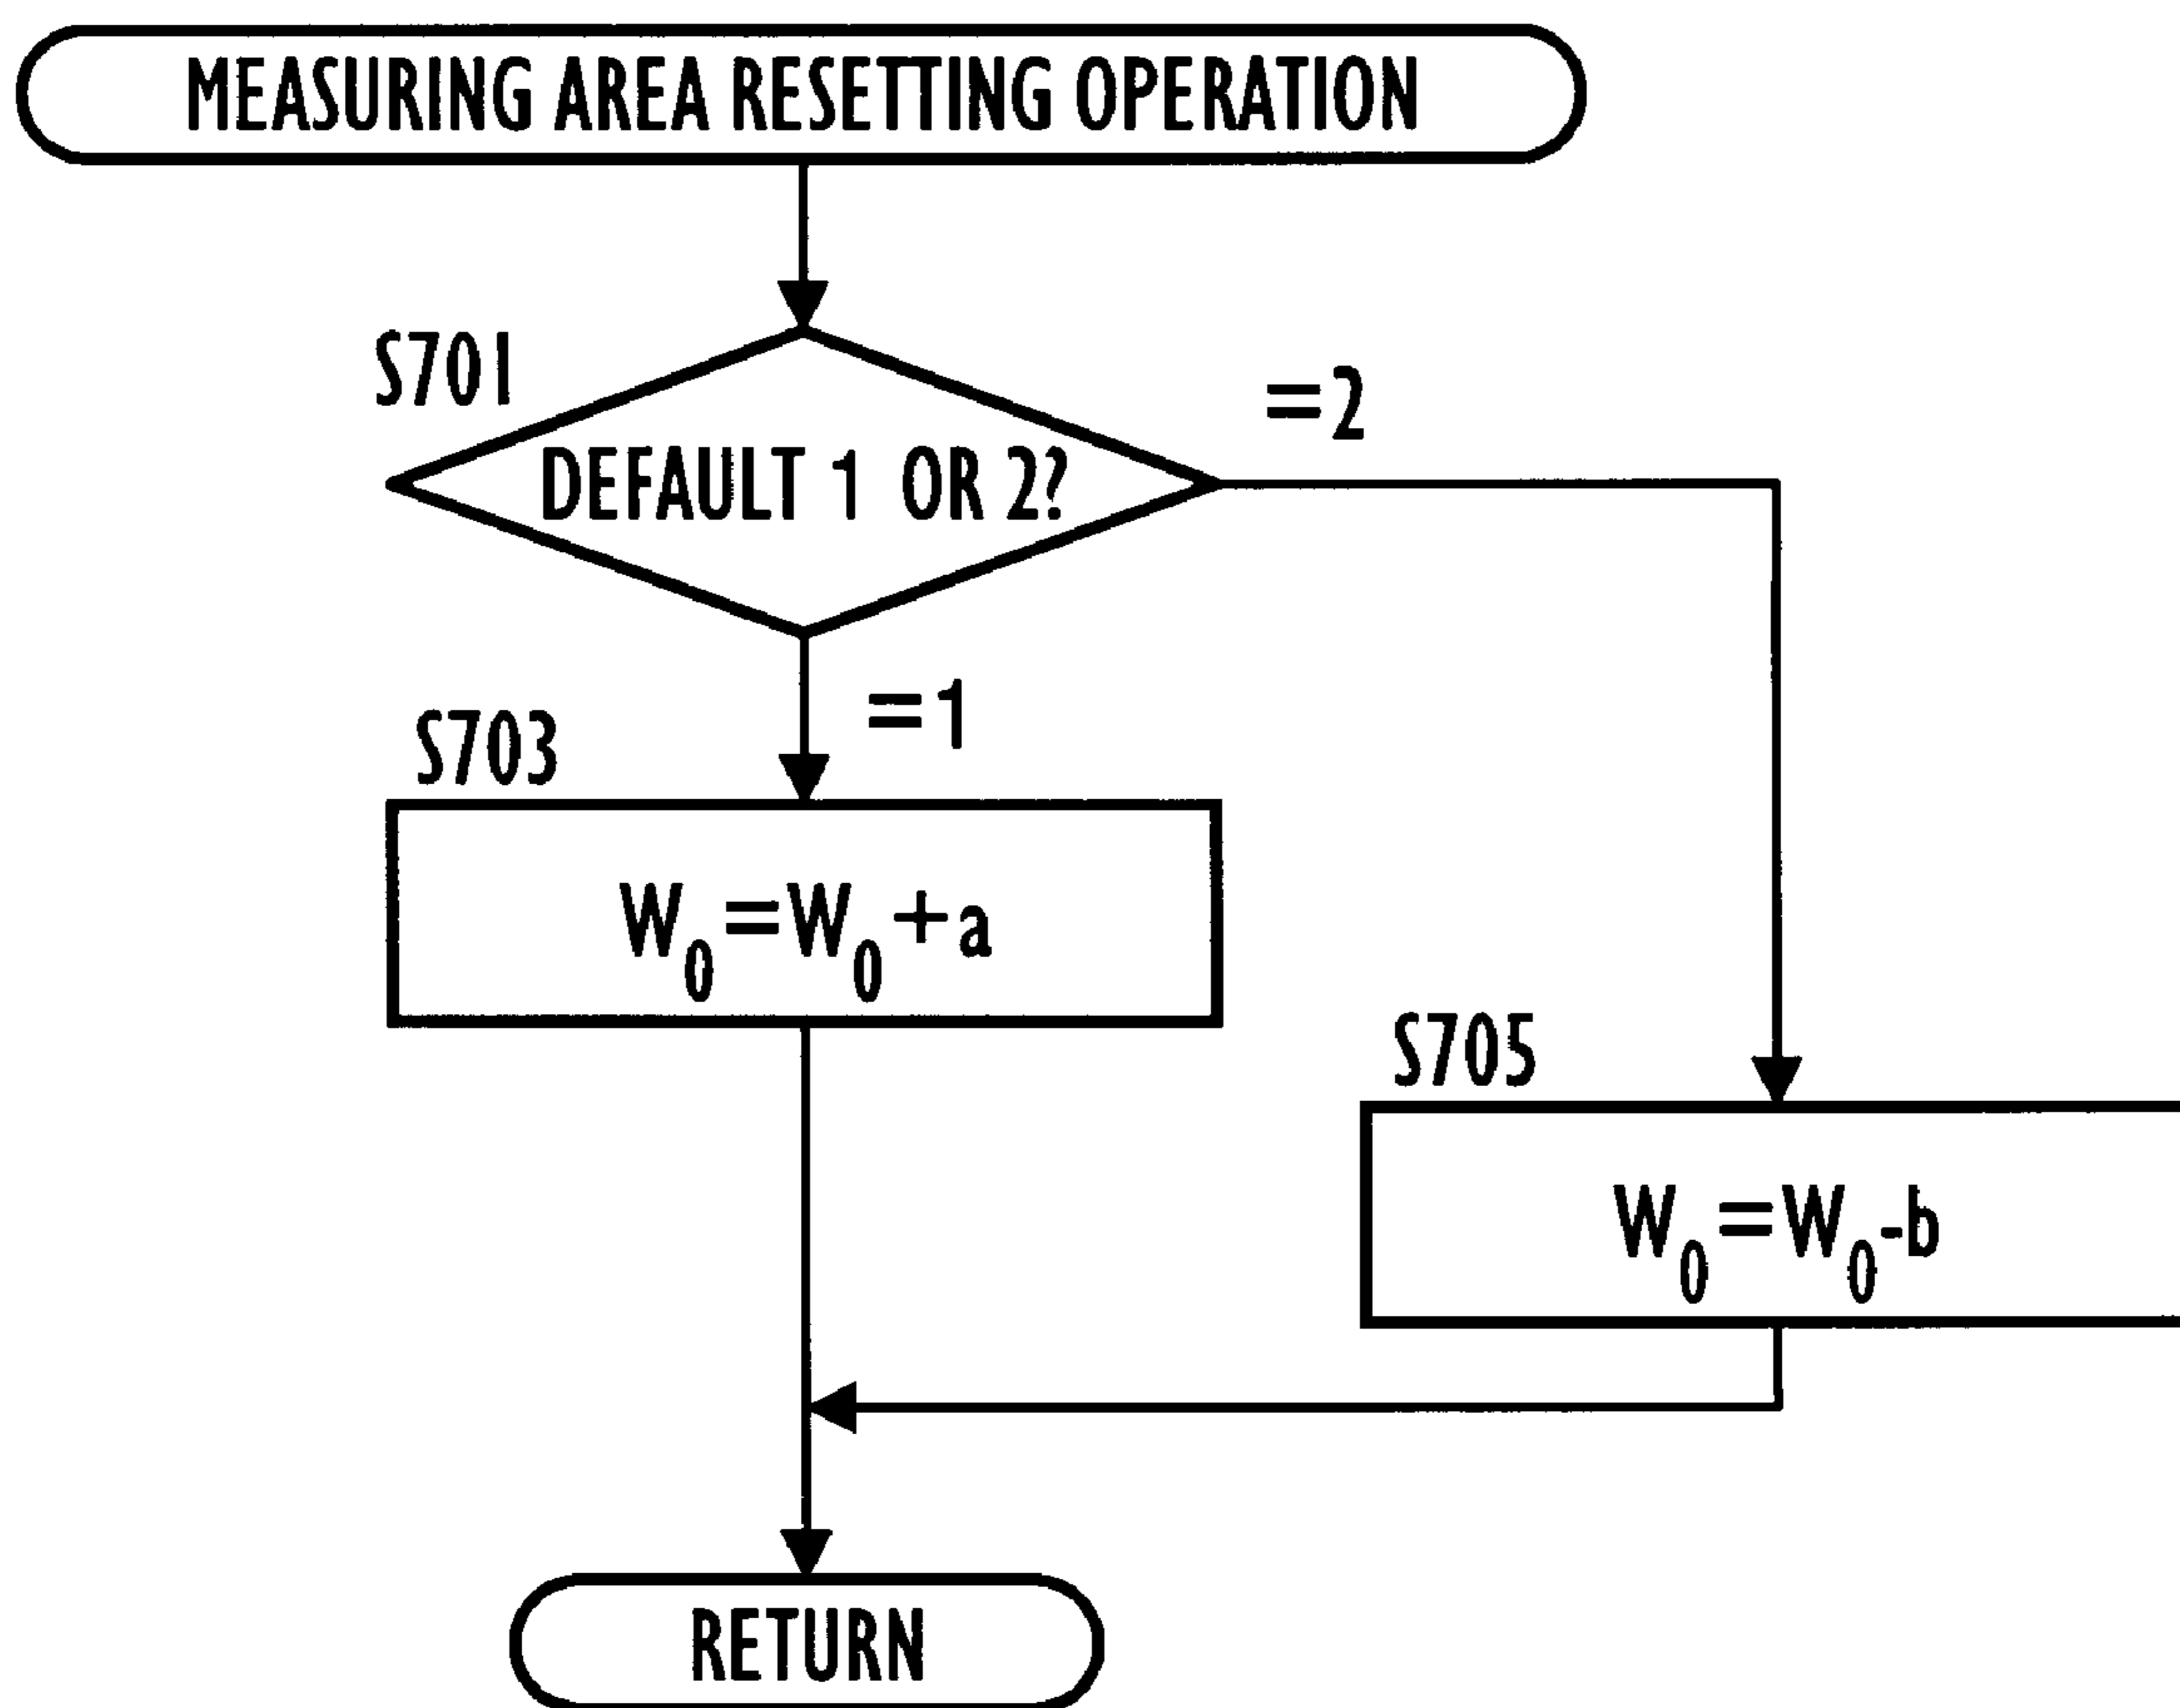 MEASURING AREA RESETTING OPERATION
S701
=2
DEFAULT 1 OR 2?
=1
S703
W₀=W₀+a
S705
W₀=W₀-b
RETURN